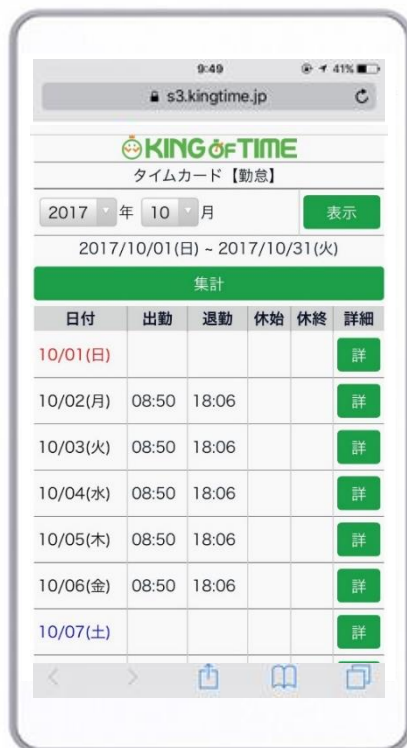 9:49 41%
s3.kingtime.jp
KING OF TIME
タイムカード【勤怠】
2017 年 10 月 表示
2017/10/01(日) ~ 2017/10/31(火)
集計
日付 出勤 退勤 休始 休終 詳細
10/01(日) 詳
10/02(月) 08:50 18:06 詳
10/03(火) 08:50 18:06 詳
10/04(水) 08:50 18:06 詳
10/05(木) 08:50 18:06 詳
10/06(金) 08:50 18:06 詳
10/07(土) 詳